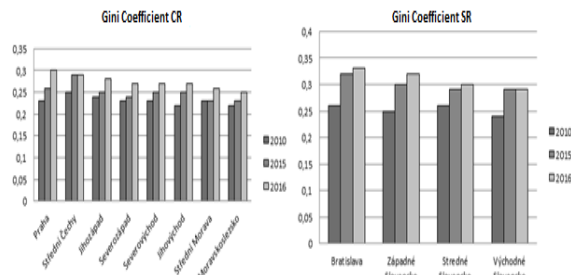 Gini Coefficient CR
0,35
0,3
0,25
0,2
0,15
0,1
0,05
0
Praha
Střední Čechy
Jihozápad
Severozápad
Severovýchod
Jihovýchod
Střední Morava
Moravskoslezsko
2010
2015
2016
Gini Coefficient SR
0,4
0,35
0,3
0,25
0,2
0,15
0,1
0,05
0
Bratislava
Západné
Stredné
Východné
2010
2015
2016